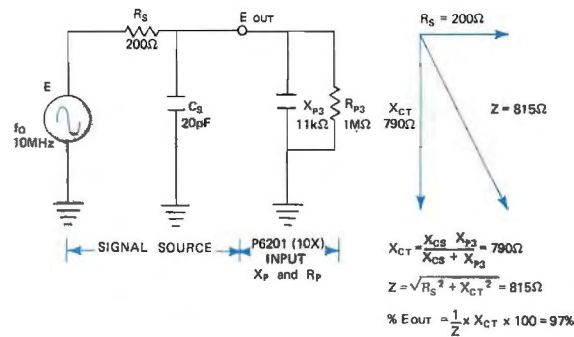 RS
200Ω
E OUT
E
fO
10MHz
CS
20pF
XP3
11kΩ
RP3
1MΩ
SIGNAL SOURCE
P6201 (10X)
INPUT
XP and RP
RS = 200Ω
XCT
790Ω
Z = 815Ω
XCT = XCS XP3 / XCS + XP3 = 790Ω
Z = √RS² + XCT² = 815Ω
% EOUT = 1/Z x XCT x 100 = 97%